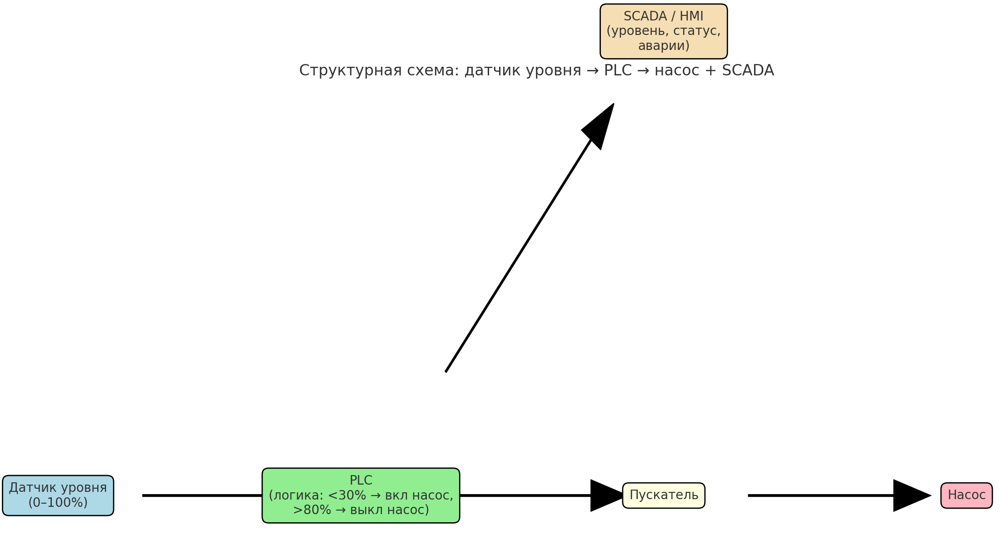 SCADA / HMI
(уровень, статус,
аварии)
Структурная схема: датчик уровня → PLC → насос + SCADA
Датчик уровня
(0–100%)
PLC
(логика: <30% → вкл насос,
>80% → выкл насос)
Пускатель
Насос